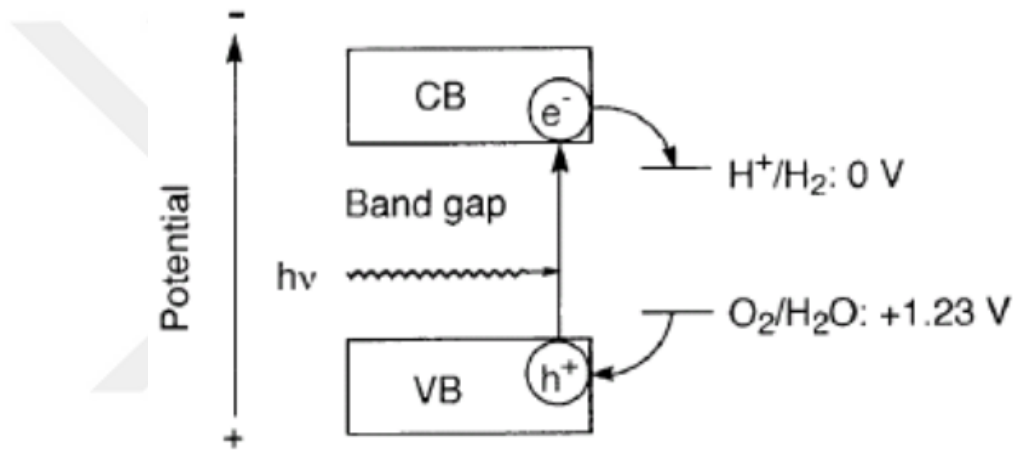 -
CB
e⁻
H⁺/H₂: 0 V
Band gap
Potential
hν
O₂/H₂O: +1.23 V
VB
h⁺
+